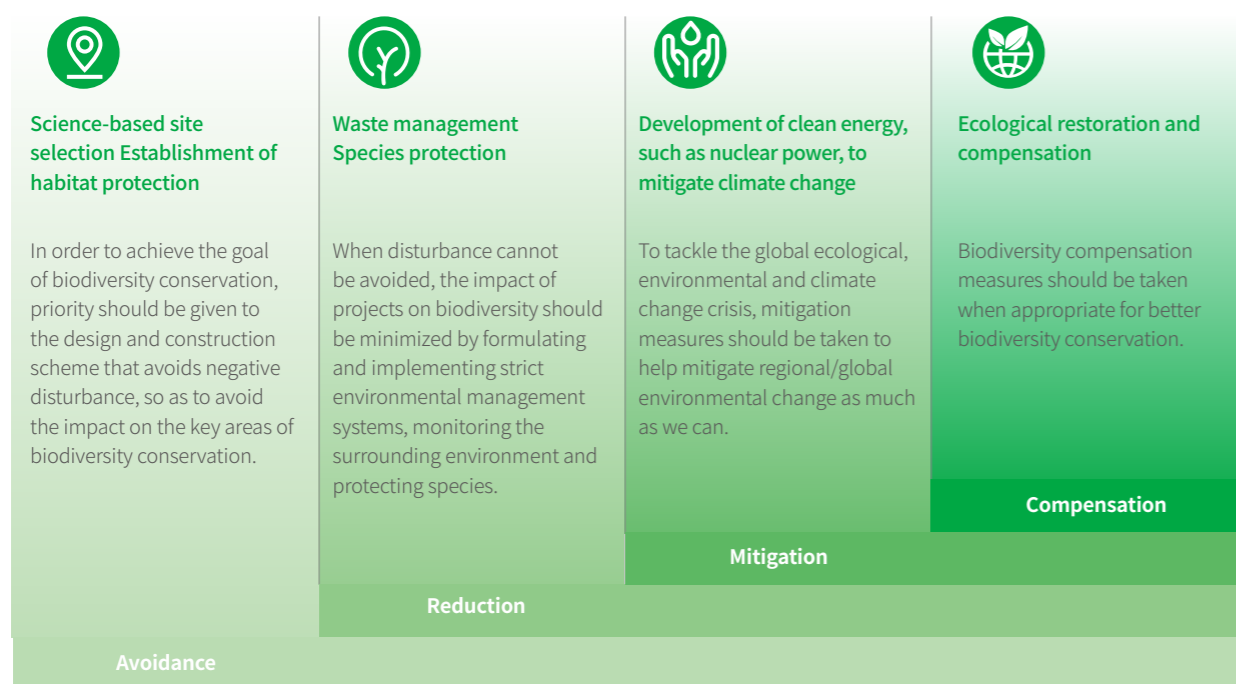 Science-based site
selection Establishment of
habitat protection
In order to achieve the goal
of biodiversity conservation,
priority should be given to
the design and construction
scheme that avoids negative
disturbance, so as to avoid
the impact on the key areas of
biodiversity conservation.
Waste management
Species protection
When disturbance cannot
be avoided, the impact of
projects on biodiversity should
be minimized by formulating
and implementing strict
environmental management
systems, monitoring the
surrounding environment and
protecting species.
Development of clean energy,
such as nuclear power, to
mitigate climate change
To tackle the global ecological,
environmental and climate
change crisis, mitigation
measures should be taken to
help mitigate regional/global
environmental change as much
as we can.
Ecological restoration and
compensation
Biodiversity compensation
measures should be taken
when appropriate for better
biodiversity conservation.
Compensation
Mitigation
Reduction
Avoidance